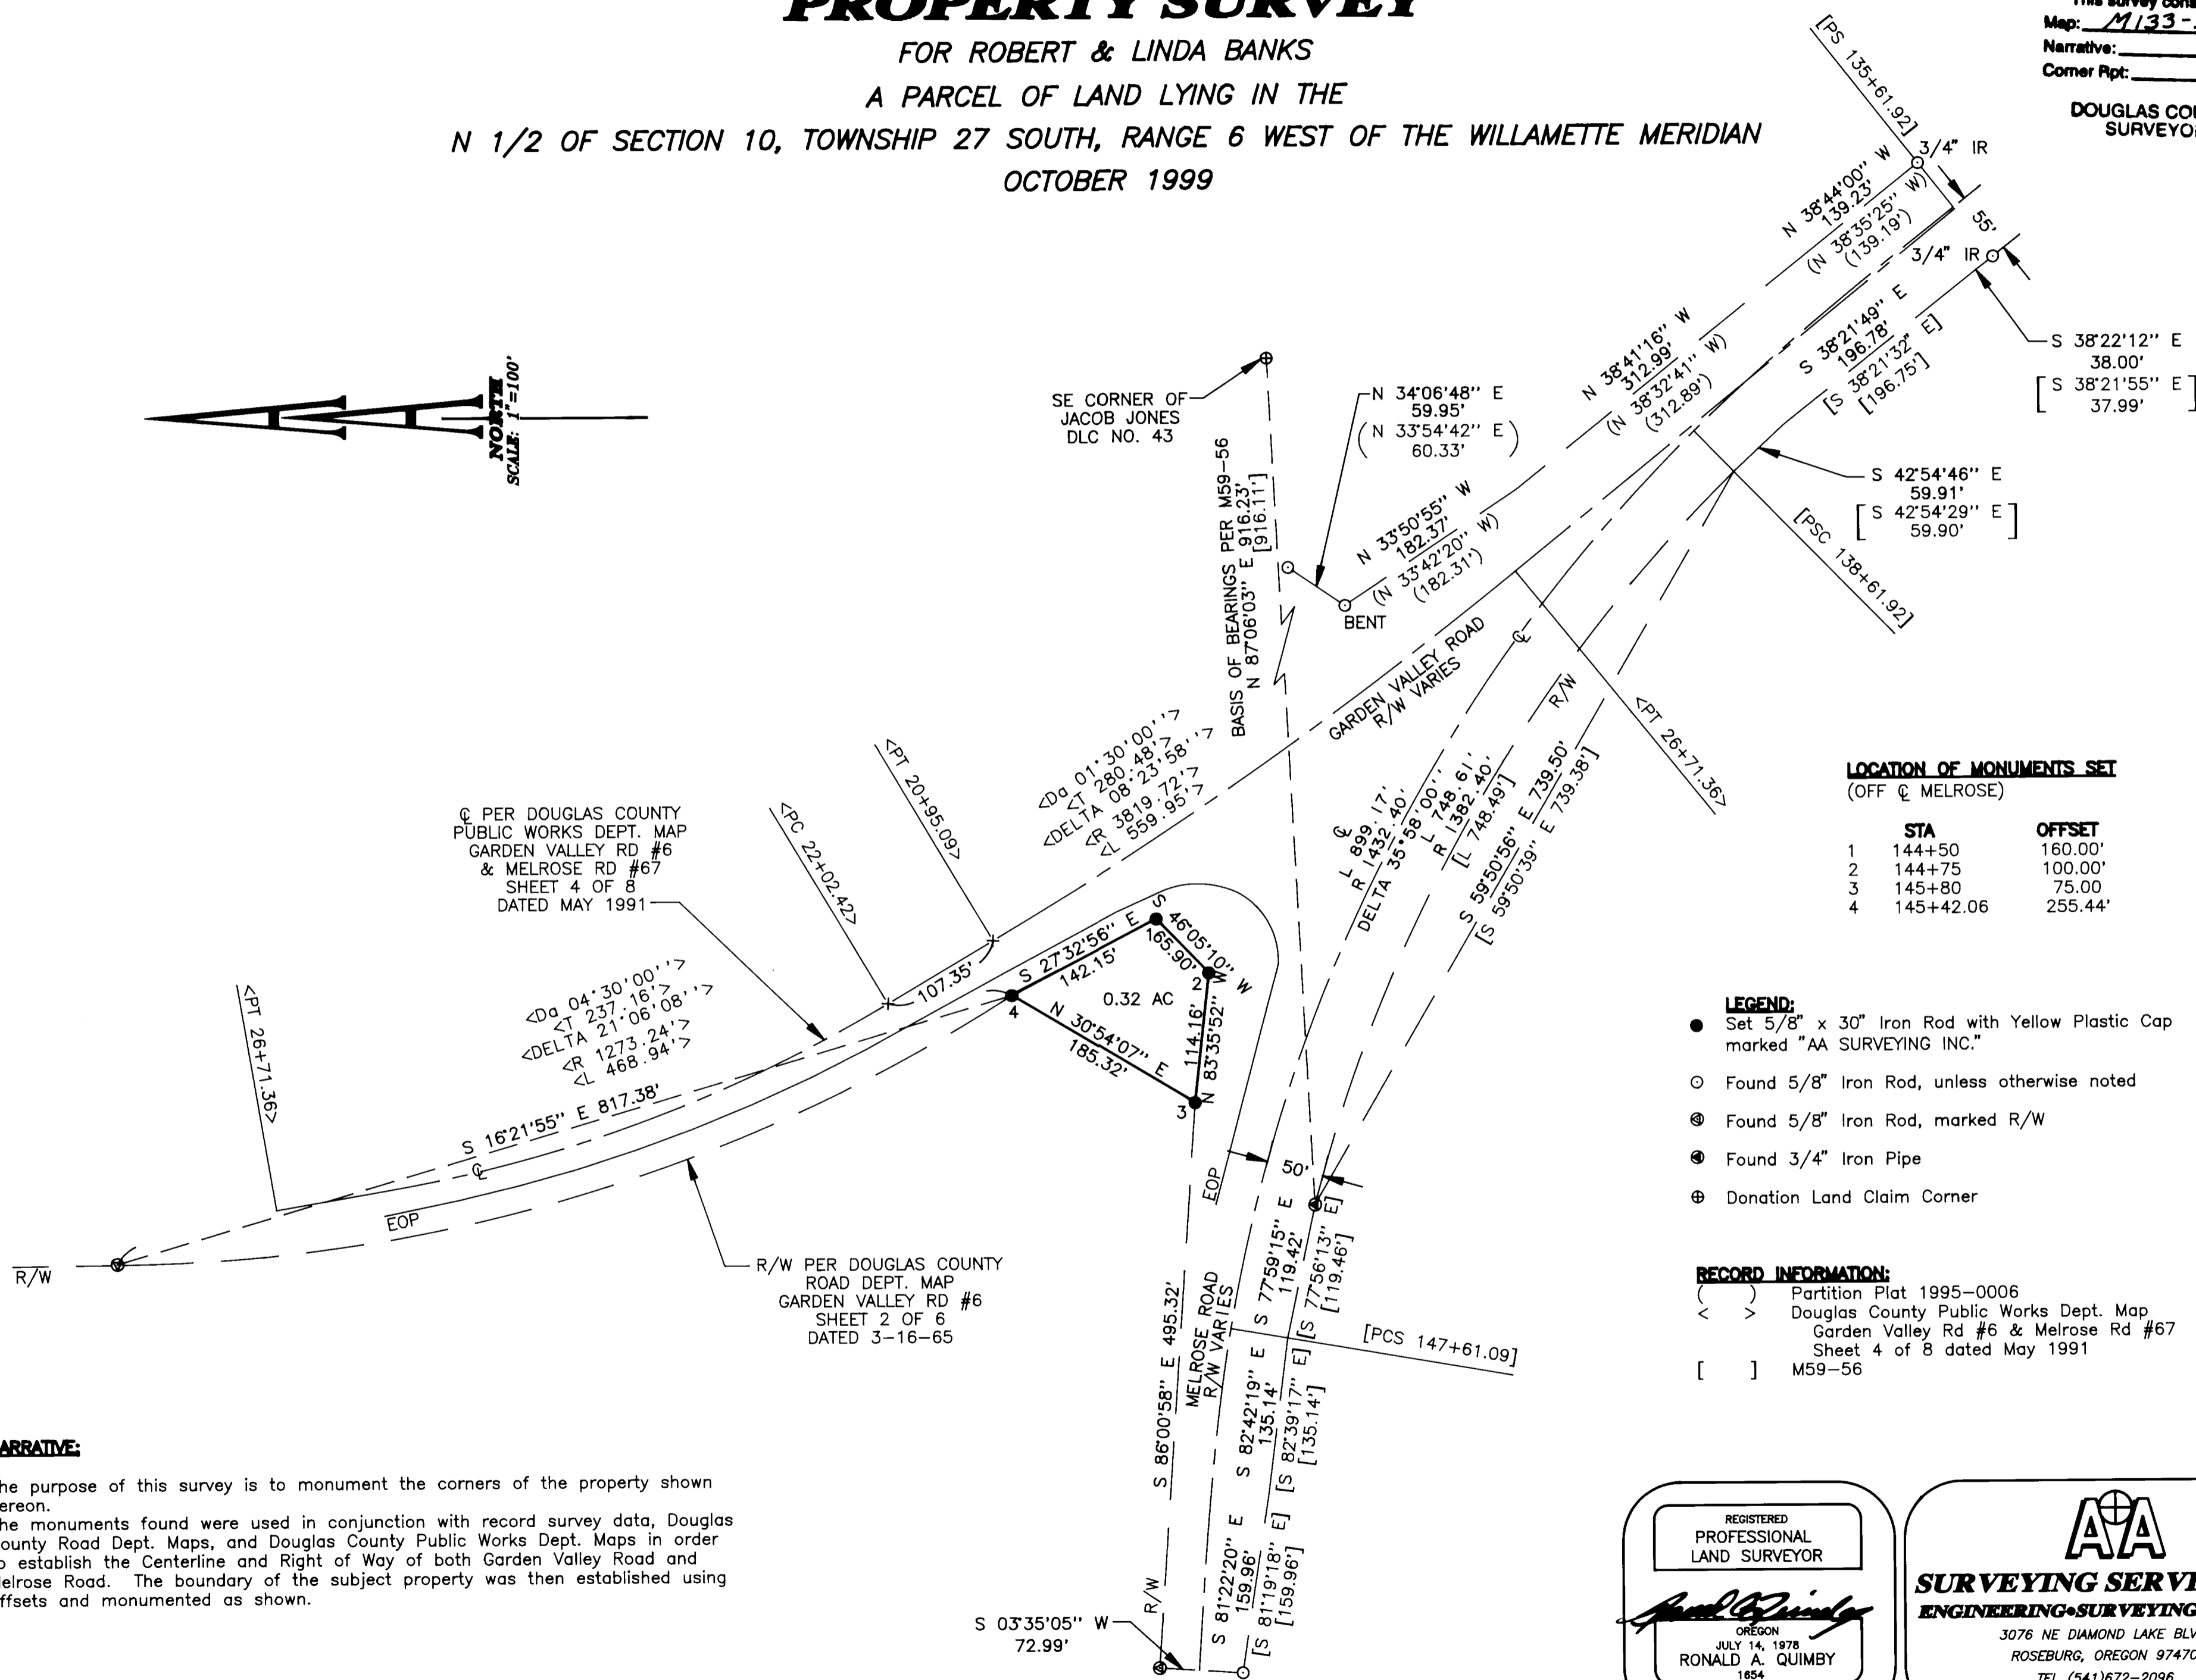 PROPERTY SURVEY
FOR ROBERT & LINDA BANKS
A PARCEL OF LAND LYING IN THE
N 1/2 OF SECTION 10, TOWNSHIP 27 SOUTH, RANGE 6 WEST OF THE WILLAMETTE MERIDIAN
OCTOBER 1999
This survey
Map: M133-
Narrative:
Corner Rpt:
DOUGLAS
NORTH
SCALE: 1"=100'
[PS 135+61.92]
3/4" IR
N 38°44'00" W
139.23'
(N 38°35'25" W)
(139.19')
55'
3/4" IR
S 38°22'12" E
38.00'
[S 38°21'55" E]
37.99'
S 38°21'49" E
196.78'
[S 38°21'32" E]
[196.75']
N 38°41'16" W
312.99'
(N 38°32'41" W)
(312.89')
S 42°54'46" E
59.91'
[S 42°54'29" E]
59.90'
[PSC 138+61.92]
SE CORNER OF
JACOB JONES
DLC NO. 43
N 34°06'48" E
59.95'
(N 33°54'42" E)
60.33'
BASIS OF BEARINGS PER M59-56
N 87°06'03" E 916.23'
[916.11']
N 33°50'55" W
182.37'
(N 33°42'20" W)
(182.31')
BENT
GARDEN VALLEY ROAD
R/W VARIES
℄
R/W
<PT 26+71.36>
<PT 20+95.09>
<PC 22+02.42>
<Da 01°30'00''>
<T 280.48'>
<DELTA 08°23'58''>
<R 3819.72'>
<L 559.95'>
℄ PER DOUGLAS COUNTY
PUBLIC WORKS DEPT. MAP
GARDEN VALLEY RD #6
& MELROSE RD #67
SHEET 4 OF 8
DATED MAY 1991
℄
L 899.17'
R 1432.40'
DELTA 35°58'00''
L 748.61'
R 1382.40'
[L 748.49']
S 59°50'56" E 739.50'
[S 59°50'39" E 739.38']
LOCATION OF MONUMENTS SET
(OFF ℄ MELROSE)
STA OFFSET
1 144+50 160.00'
2 144+75 100.00'
3 145+80 75.00
4 145+42.06 255.44'
<PT 26+71.36>
<Da 04°30'00''>
<T 237.16'>
<DELTA 21°06'08''>
<R 1273.24'>
<L 468.94'>
107.35'
S 27°32'56" E
142.15'
S 46°05'10" W
165.90'
0.32 AC
2
4
N 30°54'07" E
185.32'
114.16'
N 83°35'52" W
3
S 16°21'55" E 817.38'
℄
EOP
R/W
R/W PER DOUGLAS COUNTY
ROAD DEPT. MAP
GARDEN VALLEY RD #6
SHEET 2 OF 6
DATED 3-16-65
EOP
50'
S 77°59'15" E
119.42'
[S 77°56'13" E]
[119.46']
[PCS 147+61.09]
S 86°00'58" E 495.32'
MELROSE ROAD
R/W VARIES
S 82°42'19" E
135.14'
[S 82°39'17" E]
[135.14']
S 81°22'20" E
159.96'
[S 81°19'18" E]
[159.96']
R/W
S 03°35'05" W
72.99'
LEGEND:
Set 5/8" x 30" Iron Rod with Yellow Plastic Cap
marked "AA SURVEYING INC."
Found 5/8" Iron Rod, unless otherwise noted
Found 5/8" Iron Rod, marked R/W
Found 3/4" Iron Pipe
Donation Land Claim Corner
RECORD INFORMATION:
( ) Partition Plat 1995-0006
< > Douglas County Public Works Dept. Map
Garden Valley Rd #6 & Melrose Rd #67
Sheet 4 of 8 dated May 1991
[ ] M59-56
ARRATIVE:
he purpose of this survey is to monument the corners of the property shown
ereon.
he monuments found were used in conjunction with record survey data, Douglas
ounty Road Dept. Maps, and Douglas County Public Works Dept. Maps in order
o establish the Centerline and Right of Way of both Garden Valley Road and
elrose Road. The boundary of the subject property was then established using
ffsets and monumented as shown.
REGISTERED
PROFESSIONAL
LAND SURVEYOR
OREGON
JULY 14, 1978
RONALD A. QUIMBY
1654
AA
SURVEYING
ENGINEERING•SURVEYING
3076 NE DIAMOND LAKE
ROSEBURG, OREGON 97470
TEL (541)672-2096